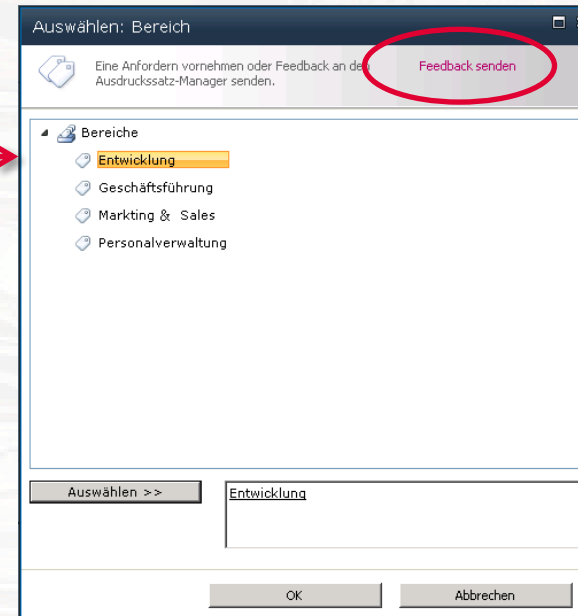 Auswählen: Bereich
Eine Anfordern vornehmen oder Feedback an den
Ausdruckssatz-Manager senden.
Feedback senden
Bereiche
Entwicklung
Geschäftsführung
Markting & Sales
Personalverwaltung
Auswählen >>
Entwicklung
OK
Abbrechen